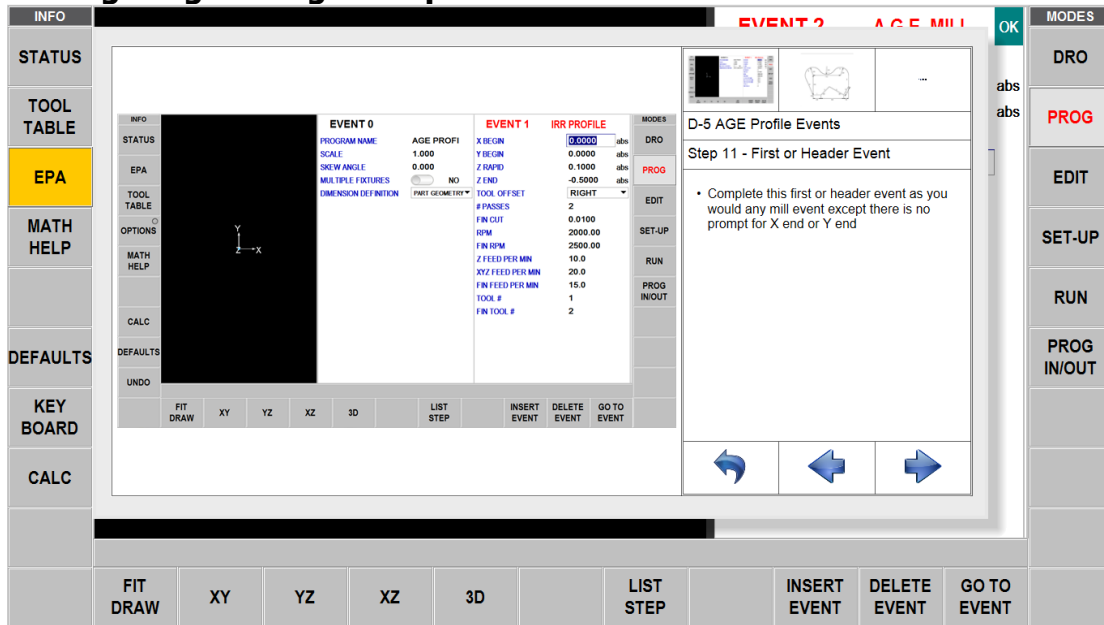 INFO
STATUS
TOOL
TABLE
EPA
MATH
HELP
DEFAULTS
KEY
BOARD
CALC
EVENT 2 A.G.E. MILL
OK
abs
abs
MODES
DRO
PROG
EDIT
SET-UP
RUN
PROG
IN/OUT
INFO
STATUS
EPA
TOOL
TABLE
OPTIONS
MATH
HELP
CALC
DEFAULTS
UNDO
Y
Z X
EVENT 0
PROGRAM NAME AGE PROFI
SCALE 1.000
SKEW ANGLE 0.000
MULTIPLE FIXTURES NO
DIMENSION DEFINITION PART GEOMETRY
EVENT 1 IRR PROFILE
X BEGIN 0.0000 abs
Y BEGIN 0.0000 abs
Z RAPID 0.1000 abs
Z END -0.5000 abs
TOOL OFFSET RIGHT
# PASSES 2
FIN CUT 0.0100
RPM 2000.00
FIN RPM 2500.00
Z FEED PER MIN 10.0
XYZ FEED PER MIN 20.0
FIN FEED PER MIN 15.0
TOOL # 1
FIN TOOL # 2
MODES
DRO
PROG
EDIT
SET-UP
RUN
PROG
IN/OUT
FIT
DRAW
XY
YZ
XZ
3D
LIST
STEP
INSERT
EVENT
DELETE
EVENT
GO TO
EVENT
...
D-5 AGE Profile Events
Step 11 - First or Header Event
• Complete this first or header event as you
would any mill event except there is no
prompt for X end or Y end
FIT
DRAW
XY
YZ
XZ
3D
LIST
STEP
INSERT
EVENT
DELETE
EVENT
GO TO
EVENT